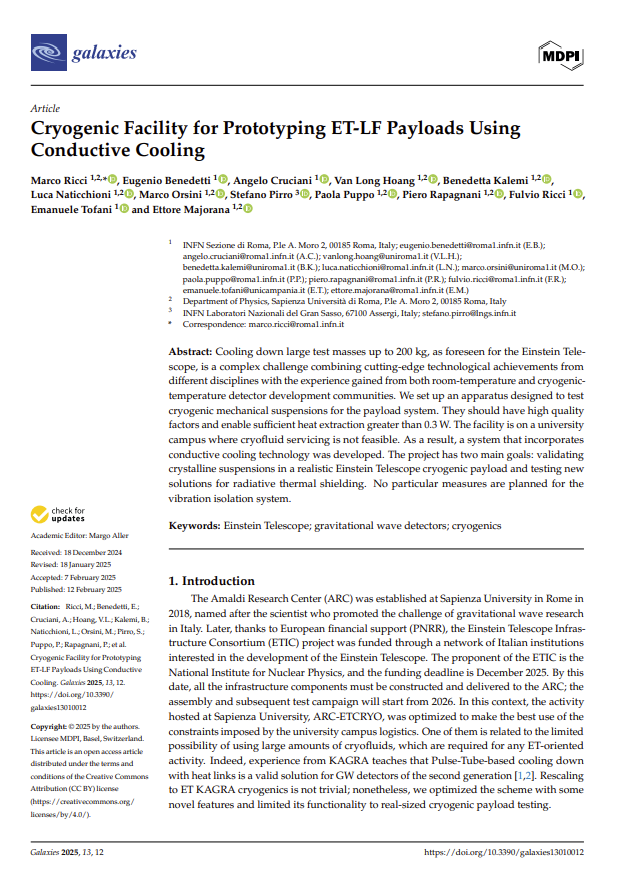 galaxies
MDPI
Article
Cryogenic Facility for Prototyping ET-LF Payloads Using
Conductive Cooling
Marco Ricci 1,2,*, Eugenio Benedetti 1, Angelo Cruciani 1, Van Long Hoang 1,2, Benedetta Kalemi 1,2,
Luca Naticchioni 1,2, Marco Orsini 1,2, Stefano Pirro 3, Paola Puppo 1,2, Piero Rapagnani 1,2, Fulvio Ricci 1,
Emanuele Tofani 1 and Ettore Majorana 1,2
1 INFN Sezione di Roma, P.le A. Moro 2, 00185 Roma, Italy; eugenio.benedetti@roma1.infn.it (E.B.);
angelo.cruciani@roma1.infn.it (A.C.); vanlong.hoang@uniroma1.it (V.L.H.);
benedetta.kalemi@uniroma1.it (B.K.); luca.naticchioni@roma1.infn.it (L.N.); marco.orsini@uniroma1.it (M.O.);
paola.puppo@roma1.infn.it (P.P.); piero.rapagnani@roma1.infn.it (P.R.); fulvio.ricci@roma1.infn.it (F.R.);
emanuele.tofani@unicampania.it (E.T.); ettore.majorana@roma1.infn.it (E.M.)
2 Department of Physics, Sapienza Università di Roma, P.le A. Moro 2, 00185 Roma, Italy
3 INFN Laboratori Nazionali del Gran Sasso, 67100 Assergi, Italy; stefano.pirro@lngs.infn.it
* Correspondence: marco.ricci@roma1.infn.it
Abstract: Cooling down large test masses up to 200 kg, as foreseen for the Einstein Tele-
scope, is a complex challenge combining cutting-edge technological achievements from
different disciplines with the experience gained from both room-temperature and cryogenic-
temperature detector development communities. We set up an apparatus designed to test
cryogenic mechanical suspensions for the payload system. They should have high quality
factors and enable sufficient heat extraction greater than 0.3 W. The facility is on a university
campus where cryofluid servicing is not feasible. As a result, a system that incorporates
conductive cooling technology was developed. The project has two main goals: validating
crystalline suspensions in a realistic Einstein Telescope cryogenic payload and testing new
solutions for radiative thermal shielding. No particular measures are planned for the
vibration isolation system.
Keywords: Einstein Telescope; gravitational wave detectors; cryogenics
check for
updates
Academic Editor: Margo Aller
Received: 18 December 2024
Revised: 18 January 2025
Accepted: 7 February 2025
Published: 12 February 2025
Citation: Ricci, M.; Benedetti, E.;
Cruciani, A.; Hoang, V.L.; Kalemi, B.;
Naticchioni, L.; Orsini, M.; Pirro, S.;
Puppo, P.; Rapagnani, P.; et al.
Cryogenic Facility for Prototyping
ET-LF Payloads Using Conductive
Cooling. Galaxies 2025, 13, 12.
https://doi.org/10.3390/
galaxies13010012
Copyright: © 2025 by the authors.
Licensee MDPI, Basel, Switzerland.
This article is an open access article
distributed under the terms and
conditions of the Creative Commons
Attribution (CC BY) license
(https://creativecommons.org/
licenses/by/4.0/).
1. Introduction
The Amaldi Research Center (ARC) was established at Sapienza University in Rome in
2018, named after the scientist who promoted the challenge of gravitational wave research
in Italy. Later, thanks to European financial support (PNRR), the Einstein Telescope Infras-
tructure Consortium (ETIC) project was funded through a network of Italian institutions
interested in the development of the Einstein Telescope. The proponent of the ETIC is the
National Institute for Nuclear Physics, and the funding deadline is December 2025. By this
date, all the infrastructure components must be constructed and delivered to the ARC; the
assembly and subsequent test campaign will start from 2026. In this context, the activity
hosted at Sapienza University, ARC-ETCRYO, was optimized to make the best use of the
constraints imposed by the university campus logistics. One of them is related to the limited
possibility of using large amounts of cryofluids, which are required for any ET-oriented
activity. Indeed, experience from KAGRA teaches that Pulse-Tube-based cooling down
with heat links is a valid solution for GW detectors of the second generation [1,2]. Rescaling
to ET KAGRA cryogenics is not trivial; nonetheless, we optimized the scheme with some
novel features and limited its functionality to real-sized cryogenic payload testing.
Galaxies 2025, 13, 12
https://doi.org/10.3390/galaxies13010012